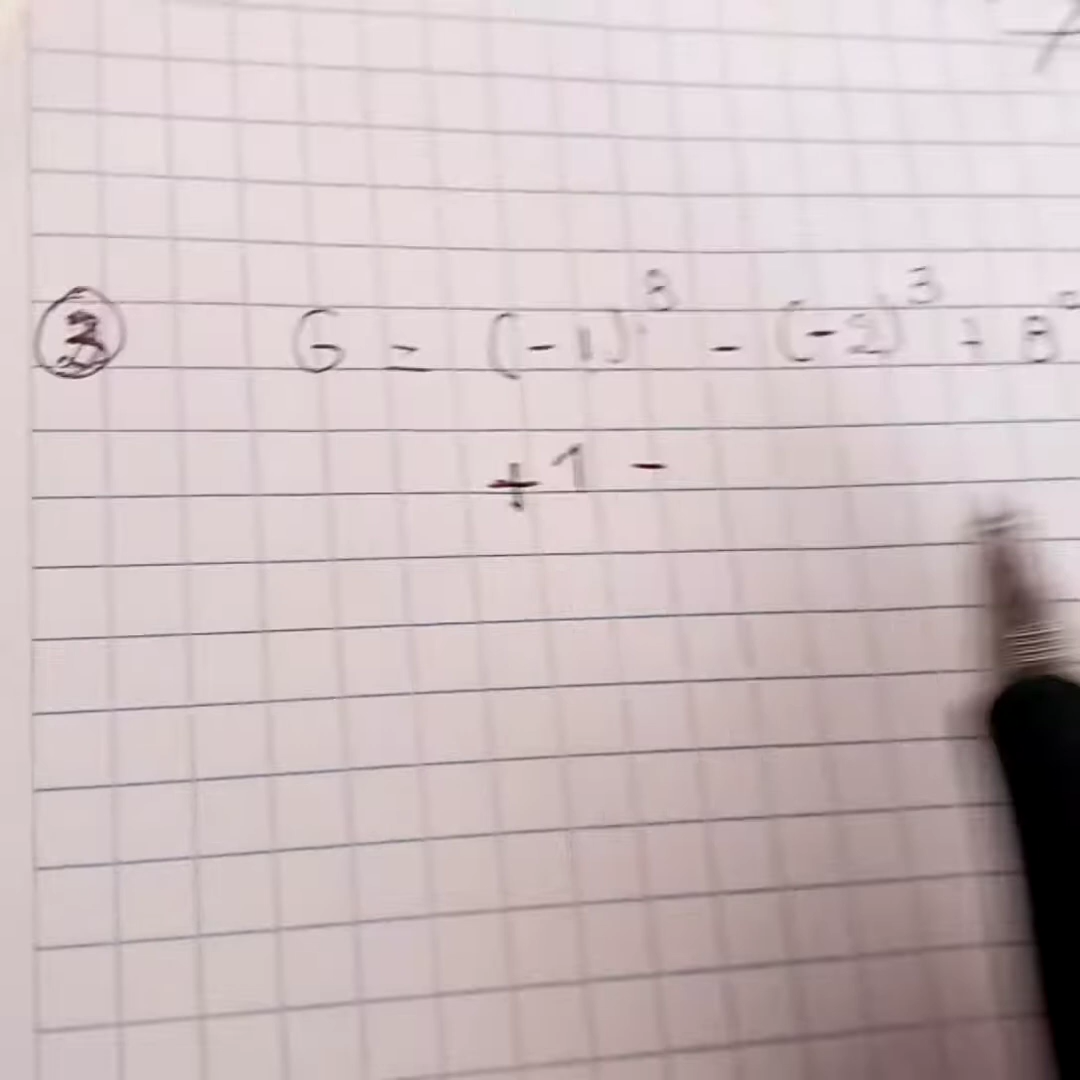 3 G = (-1)³ - (-2)³ + 8
+1 -